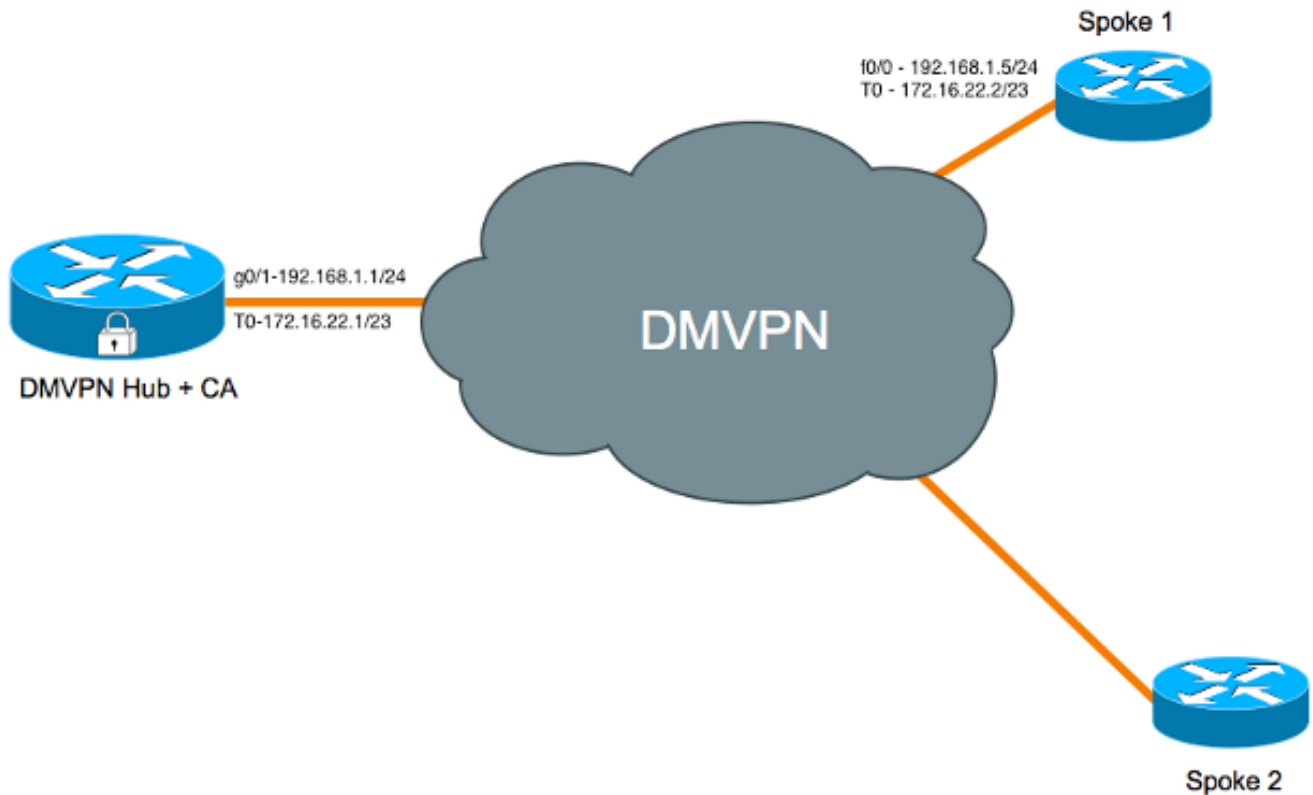 Spoke 1
f0/0 - 192.168.1.5/24
T0 - 172.16.22.2/23
g0/1-192.168.1.1/24
T0-172.16.22.1/23
DMVPN
DMVPN Hub + CA
Spoke 2